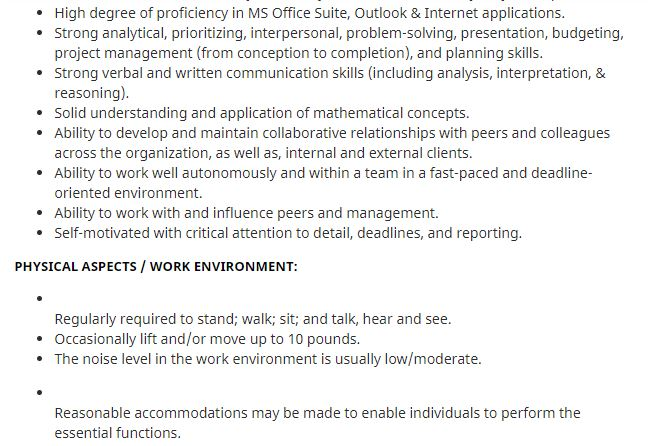 • High degree of proficiency in MS Office Suite, Outlook & Internet applications.
• Strong analytical, prioritizing, interpersonal, problem-solving, presentation, budgeting,
project management (from conception to completion), and planning skills.
• Strong verbal and written communication skills (including analysis, interpretation, &
reasoning).
• Solid understanding and application of mathematical concepts.
• Ability to develop and maintain collaborative relationships with peers and colleagues
across the organization, as well as, internal and external clients.
• Ability to work well autonomously and within a team in a fast-paced and deadline-
oriented environment.
• Ability to work with and influence peers and management.
• Self-motivated with critical attention to detail, deadlines, and reporting.
PHYSICAL ASPECTS / WORK ENVIRONMENT:
•
Regularly required to stand; walk; sit; and talk, hear and see.
• Occasionally lift and/or move up to 10 pounds.
• The noise level in the work environment is usually low/moderate.
•
Reasonable accommodations may be made to enable individuals to perform the
essential functions.